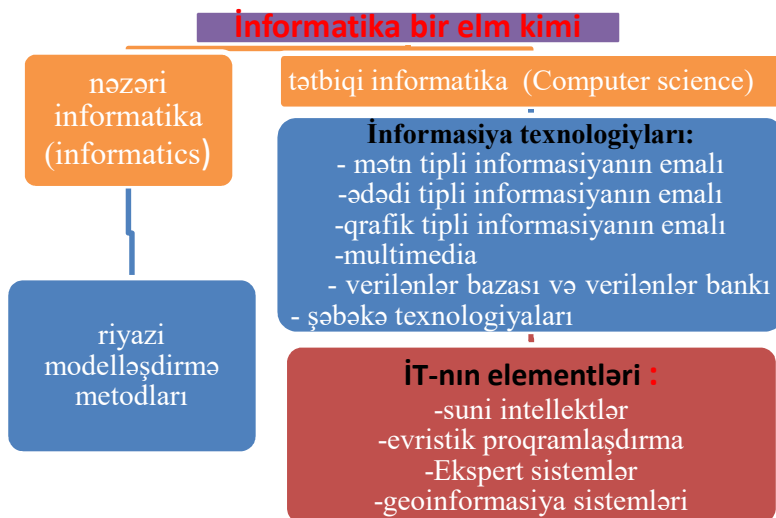 İnformatika bir elm kimi
nəzəri
informatika
(informatics)
tətbiqi informatika (Computer science)
İnformasiya texnologiyları:
- mətn tipli informasiyanın emalı
-ədədi tipli informasiyanın emalı
-qrafik tipli informasiyanın emalı
-multimedia
- verilənlər bazası və verilənlər bankı
- şəbəkə texnologiyaları
riyazi
modelləşdirmə
metodları
İT-nın elementləri :
-suni intellektlər
-evristik proqramlaşdırma
-Ekspert sistemlər
-geoinformasiya sistemləri